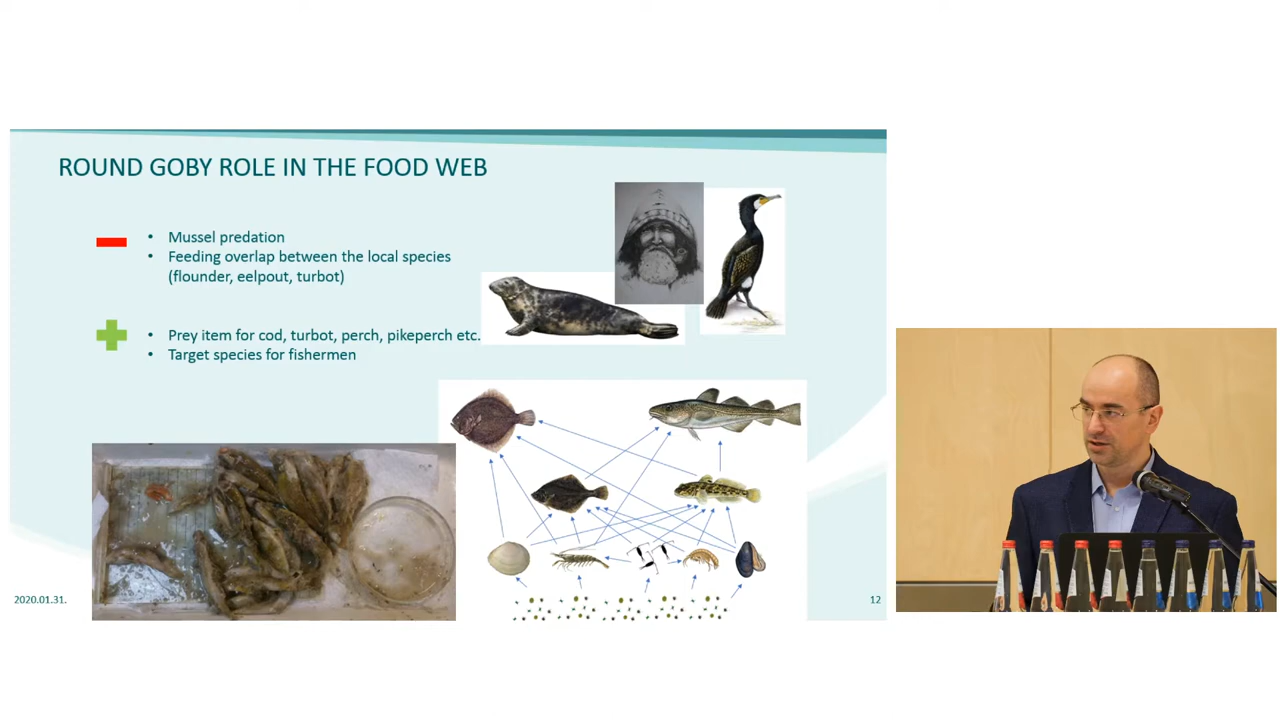 ROUND GOBY ROLE IN THE FOOD WEB
• Mussel predation
• Feeding overlap between the local species
(flounder, eelpout, turbot)
• Prey item for cod, turbot, perch, pikeperch etc.
• Target species for fishermen
2020.01.31.
12